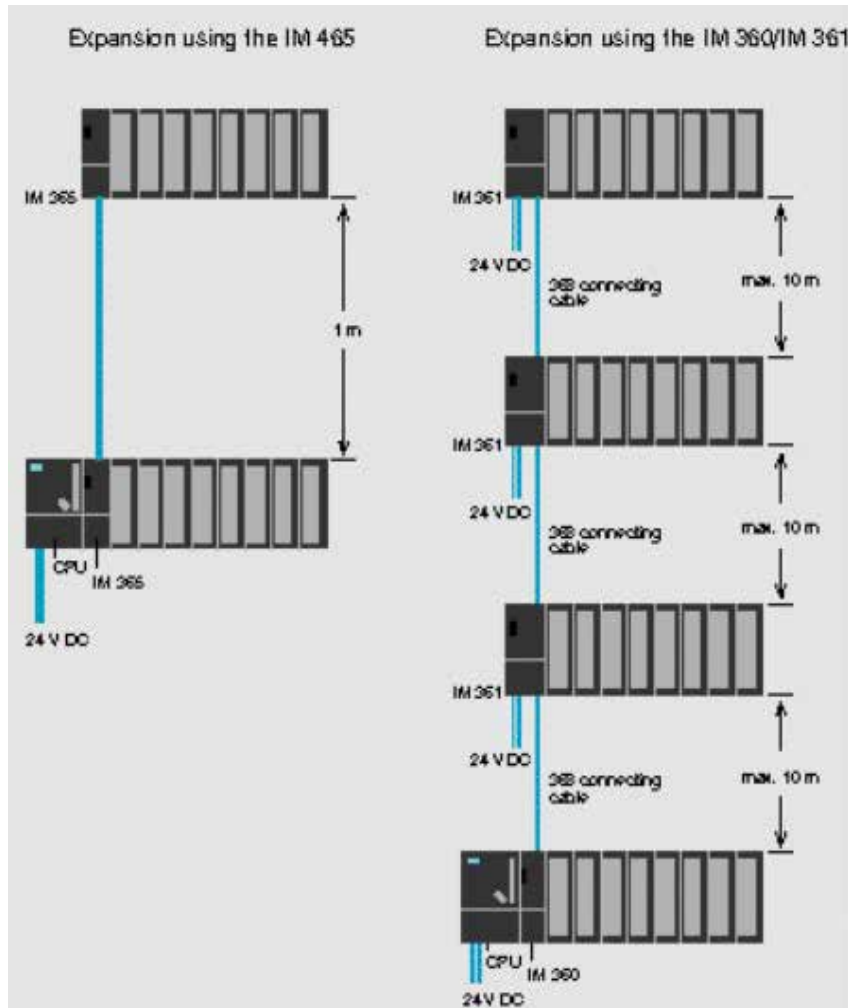 Expansion using the IM 465
IM 365
1 m
CPU
IM 365
24 V DC
Expansion using the IM 360/IM 361
IM 361
24 V DC
368 connecting
cable
max. 10 m
IM 361
24 V DC
368 connecting
cable
max. 10 m
IM 361
24 V DC
368 connecting
cable
max. 10 m
CPU
IM 360
24 V DC